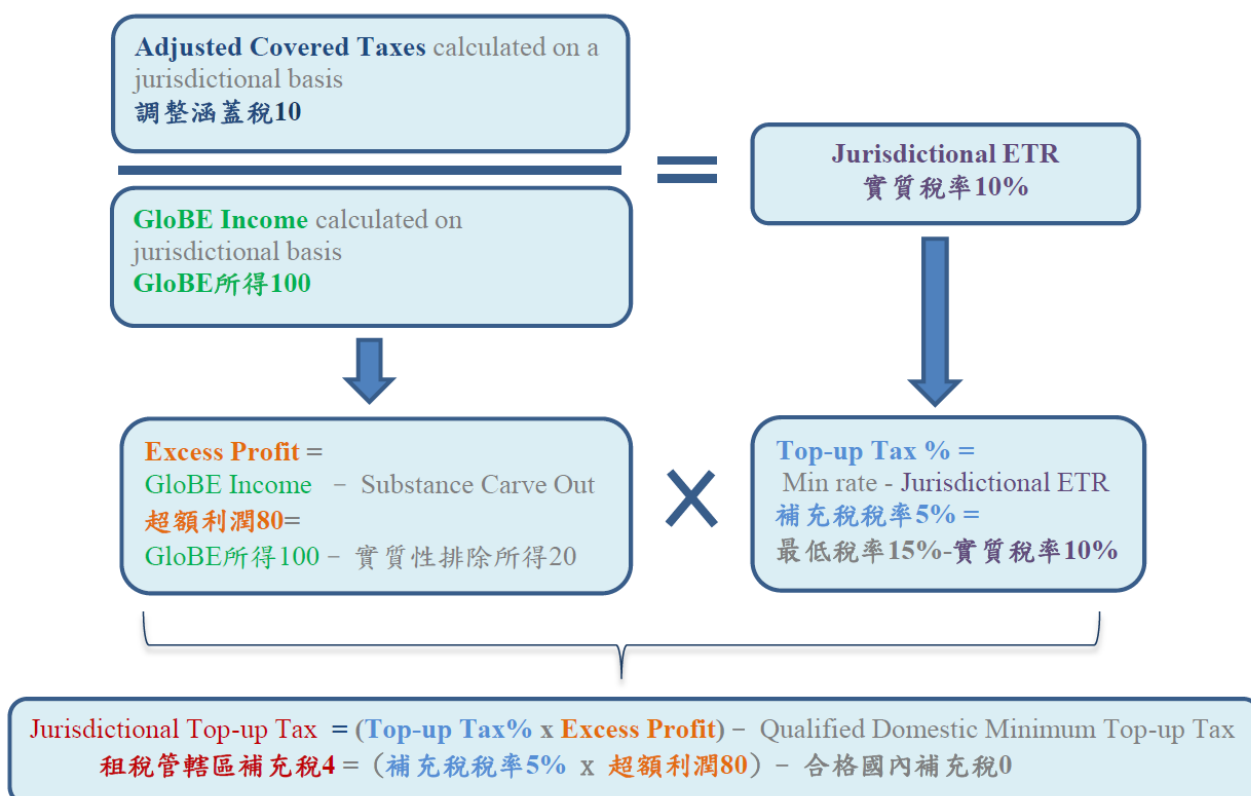 Adjusted Covered Taxes calculated on a
jurisdictional basis
調整涵蓋稅10
=
Jurisdictional ETR
實質稅率10%
GloBE Income calculated on
jurisdictional basis
GloBE所得100
Excess Profit =
GloBE Income － Substance Carve Out
超額利潤80=
GloBE所得100－實質性排除所得20
×
Top-up Tax % =
Min rate - Jurisdictional ETR
補充稅稅率5% =
最低稅率15%-實質稅率10%
Jurisdictional Top-up Tax = (Top-up Tax% x Excess Profit)－ Qualified Domestic Minimum Top-up Tax
租稅管轄區補充稅4 =（補充稅稅率5% x 超額利潤80）－合格國內補充稅0